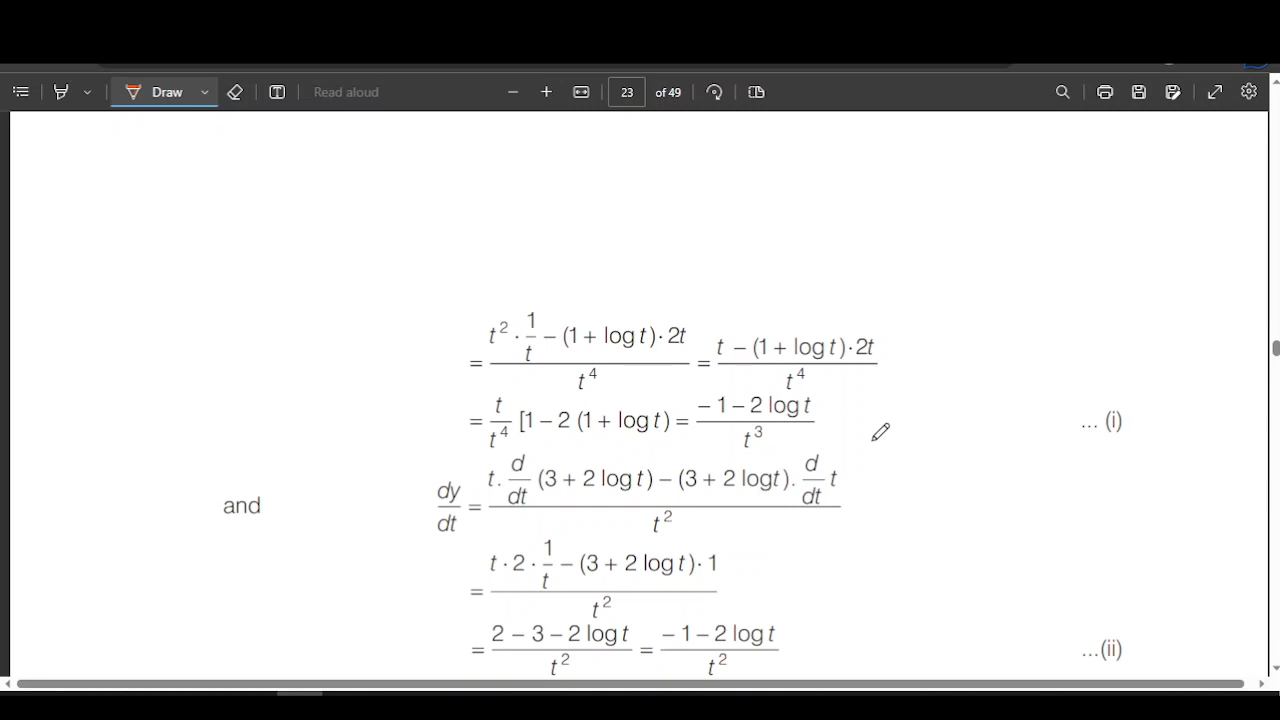 Draw Read aloud 23 of 49
= (t² · 1/t − (1 + log t) · 2t) / t⁴ = (t − (1 + log t) · 2t) / t⁴
= t/t⁴ [1 − 2 (1 + log t) = (− 1 − 2 log t) / t³ ... (i)
and dy/dt = (t. d/dt (3 + 2 log t) − (3 + 2 logt). d/dt t) / t²
= (t · 2 · 1/t − (3 + 2 log t) · 1) / t²
= (2 − 3 − 2 log t) / t² = (− 1 − 2 log t) / t² ...(ii)